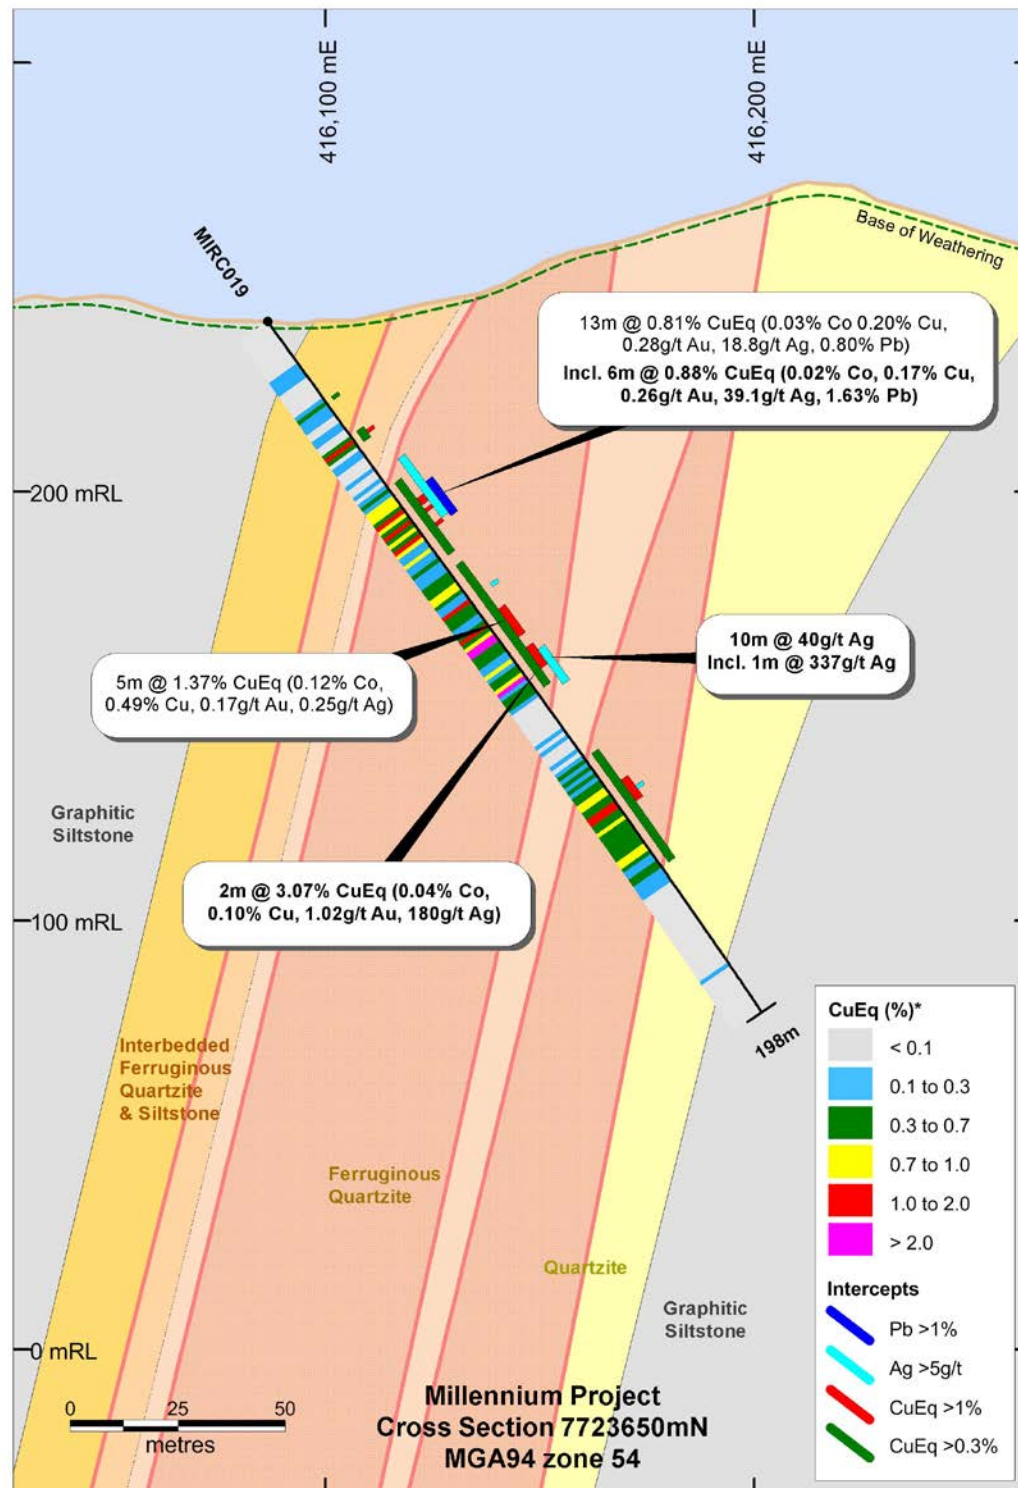 416,100 mE
416,200 mE
Base of Weathering
MIRC019
13m @ 0.81% CuEq (0.03% Co 0.20% Cu,
0.28g/t Au, 18.8g/t Ag, 0.80% Pb)
Incl. 6m @ 0.88% CuEq (0.02% Co, 0.17% Cu,
0.26g/t Au, 39.1g/t Ag, 1.63% Pb)
200 mRL
10m @ 40g/t Ag
Incl. 1m @ 337g/t Ag
5m @ 1.37% CuEq (0.12% Co,
0.49% Cu, 0.17g/t Au, 0.25g/t Ag)
Graphitic
Siltstone
2m @ 3.07% CuEq (0.04% Co,
0.10% Cu, 1.02g/t Au, 180g/t Ag)
100 mRL
198m
CuEq (%)*
< 0.1
0.1 to 0.3
0.3 to 0.7
0.7 to 1.0
1.0 to 2.0
> 2.0
Intercepts
Pb >1%
Ag >5g/t
CuEq >1%
CuEq >0.3%
Interbedded
Ferruginous
Quartzite
& Siltstone
Ferruginous
Quartzite
Quartzite
Graphitic
Siltstone
0 mRL
0 25 50
metres
Millennium Project
Cross Section 7723650mN
MGA94 zone 54